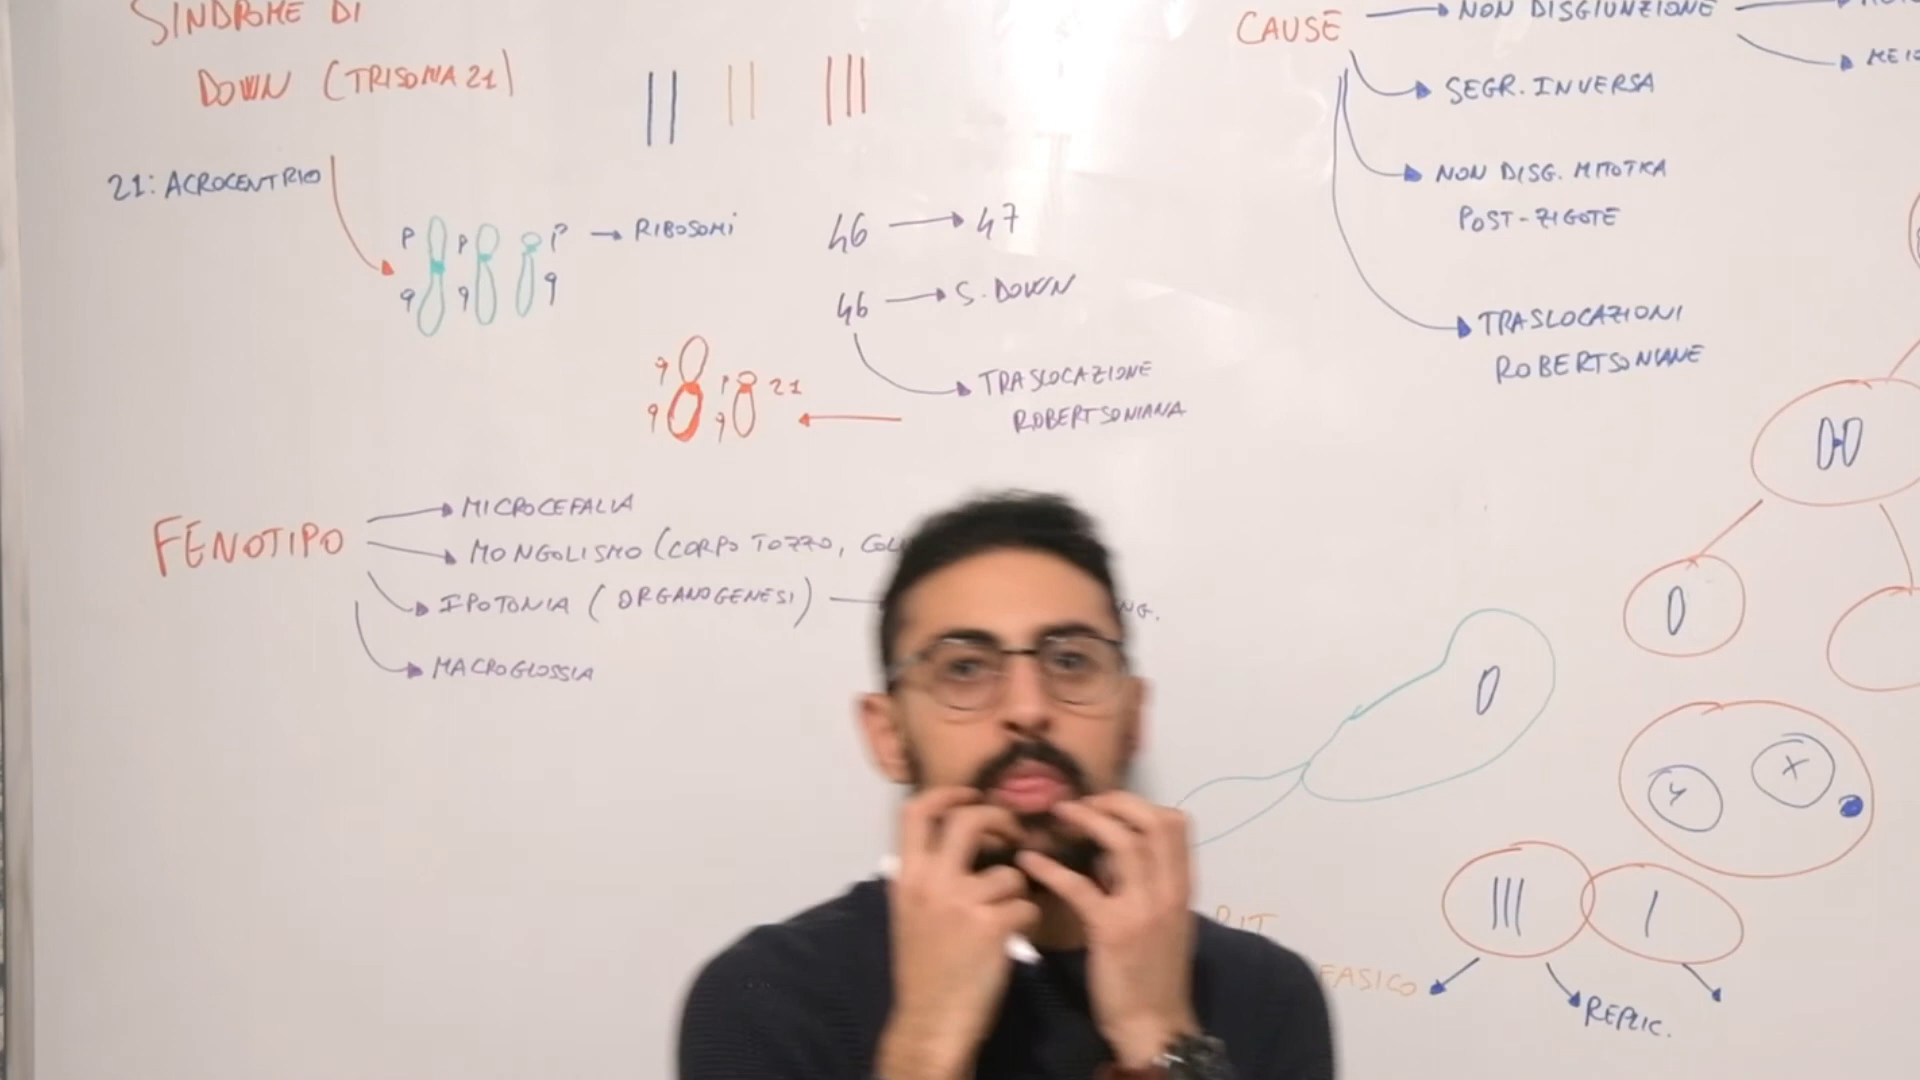 SINDROME DI
DOWN (TRISOMIA 21)
21: ACROCENTRICO
P P P → RIBOSOMI
q q q
46 → 47
46 → S. DOWN
TRASLOCAZIONE
ROBERTSONIANA
q P 21
q q
FENOTIPO
MICROCEFALIA
MONGOLISMO (CORPO TOZZO,
IPOTONIA (ORGANOGENESI)
MACROGLOSSIA
CAUSE → NON DISGIUNZIONE
SEGR. INVERSA
NON DISG. MITOTICA
POST-ZIGOTE
TRASLOCAZIONI
ROBERTSONIANE
Y X
FASICO
REPLIC.